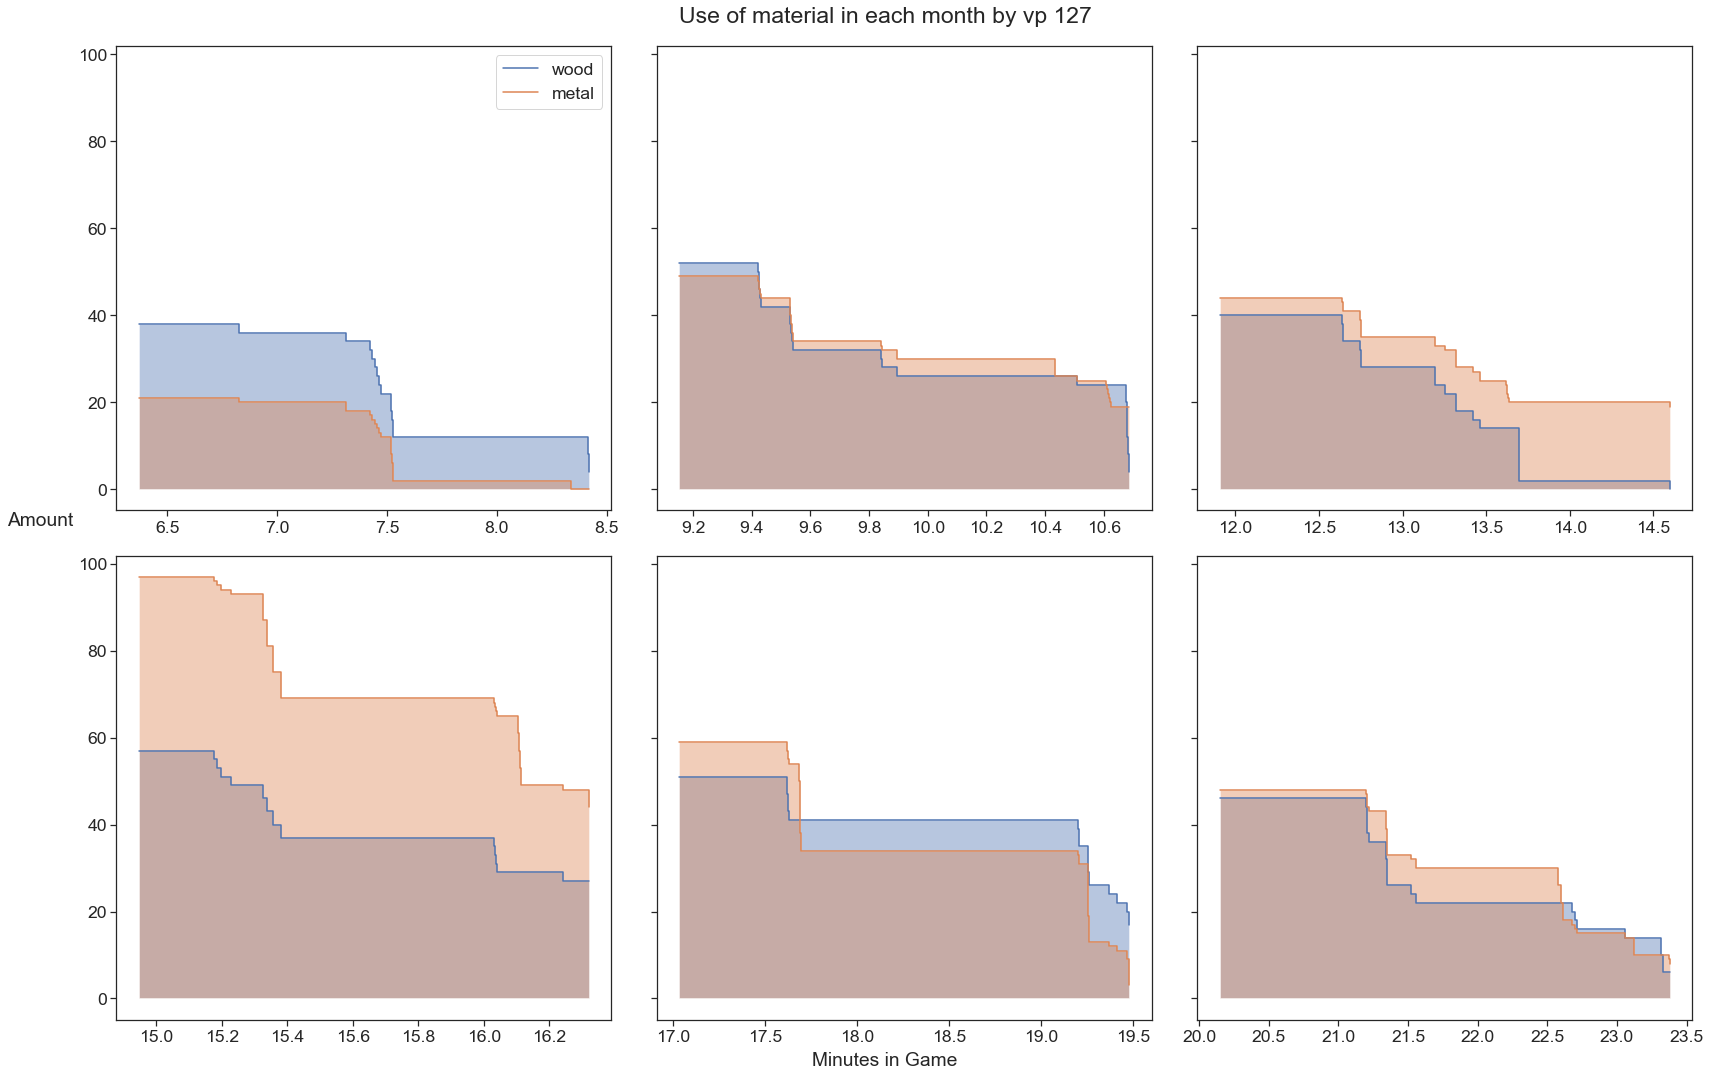 Use of material in each month by vp 127
wood
metal
100
80
60
40
20
0
6.5 7.0 7.5 8.0 8.5
9.2 9.4 9.6 9.8 10.0 10.2 10.4 10.6
12.0 12.5 13.0 13.5 14.0 14.5
Amount
100
80
60
40
20
0
15.0 15.2 15.4 15.6 15.8 16.0 16.2
17.0 17.5 18.0 18.5 19.0 19.5
20.0 20.5 21.0 21.5 22.0 22.5 23.0 23.5
Minutes in Game